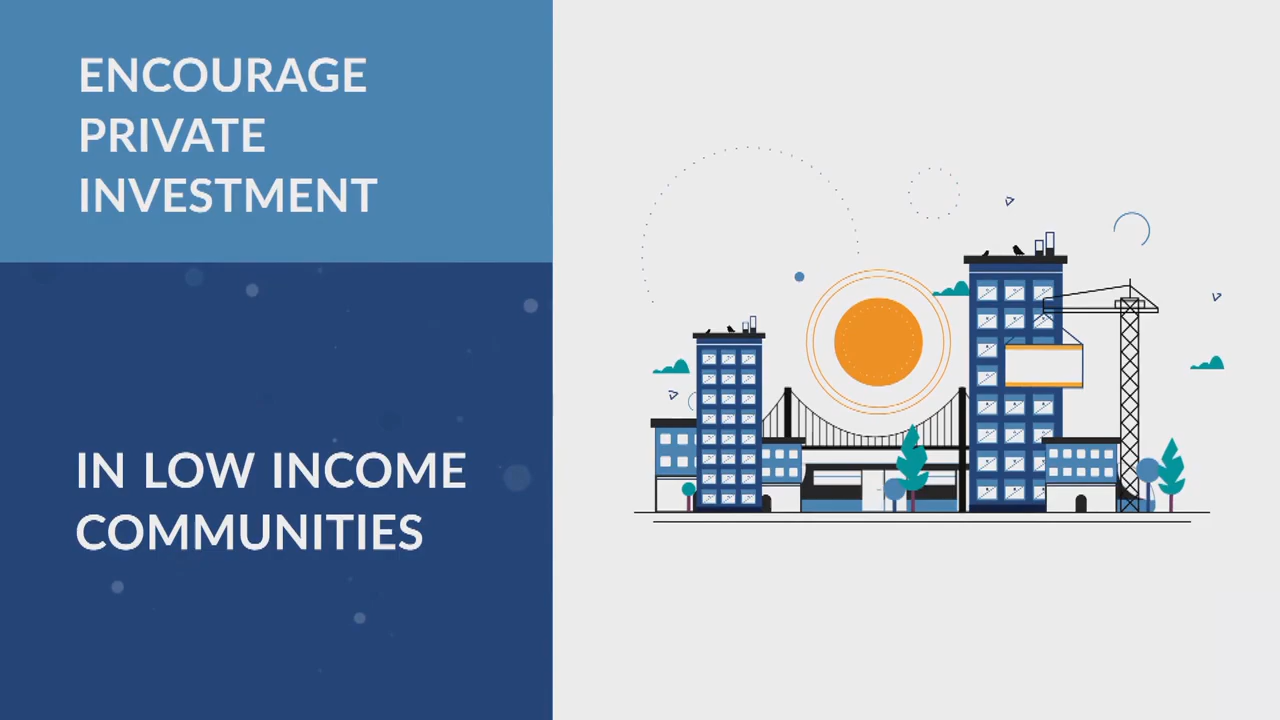 ENCOURAGE
PRIVATE
INVESTMENT
IN LOW INCOME
COMMUNITIES